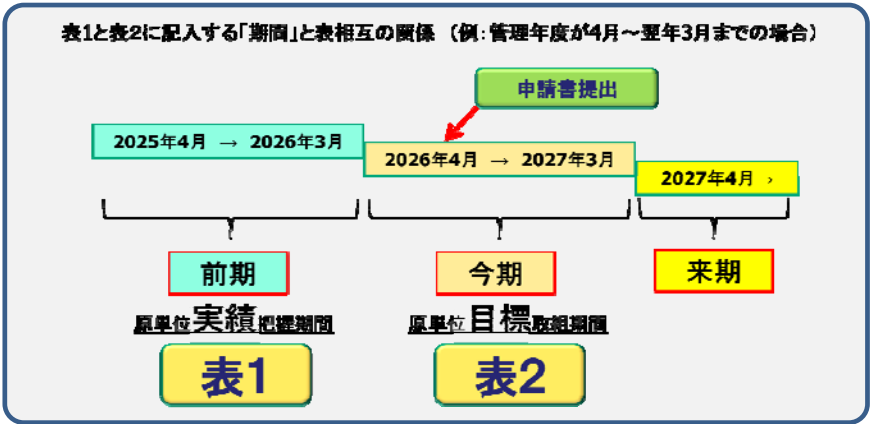 表1と表2に記入する「期間」と表相互の関係 （例：管理年度が4月～翌年3月までの場合）
申請書提出
2025年4月 → 2026年3月
2026年4月 → 2027年3月
2027年4月 ›
前期
今期
来期
原単位実績把握期間
原単位目標取組期間
表1
表2